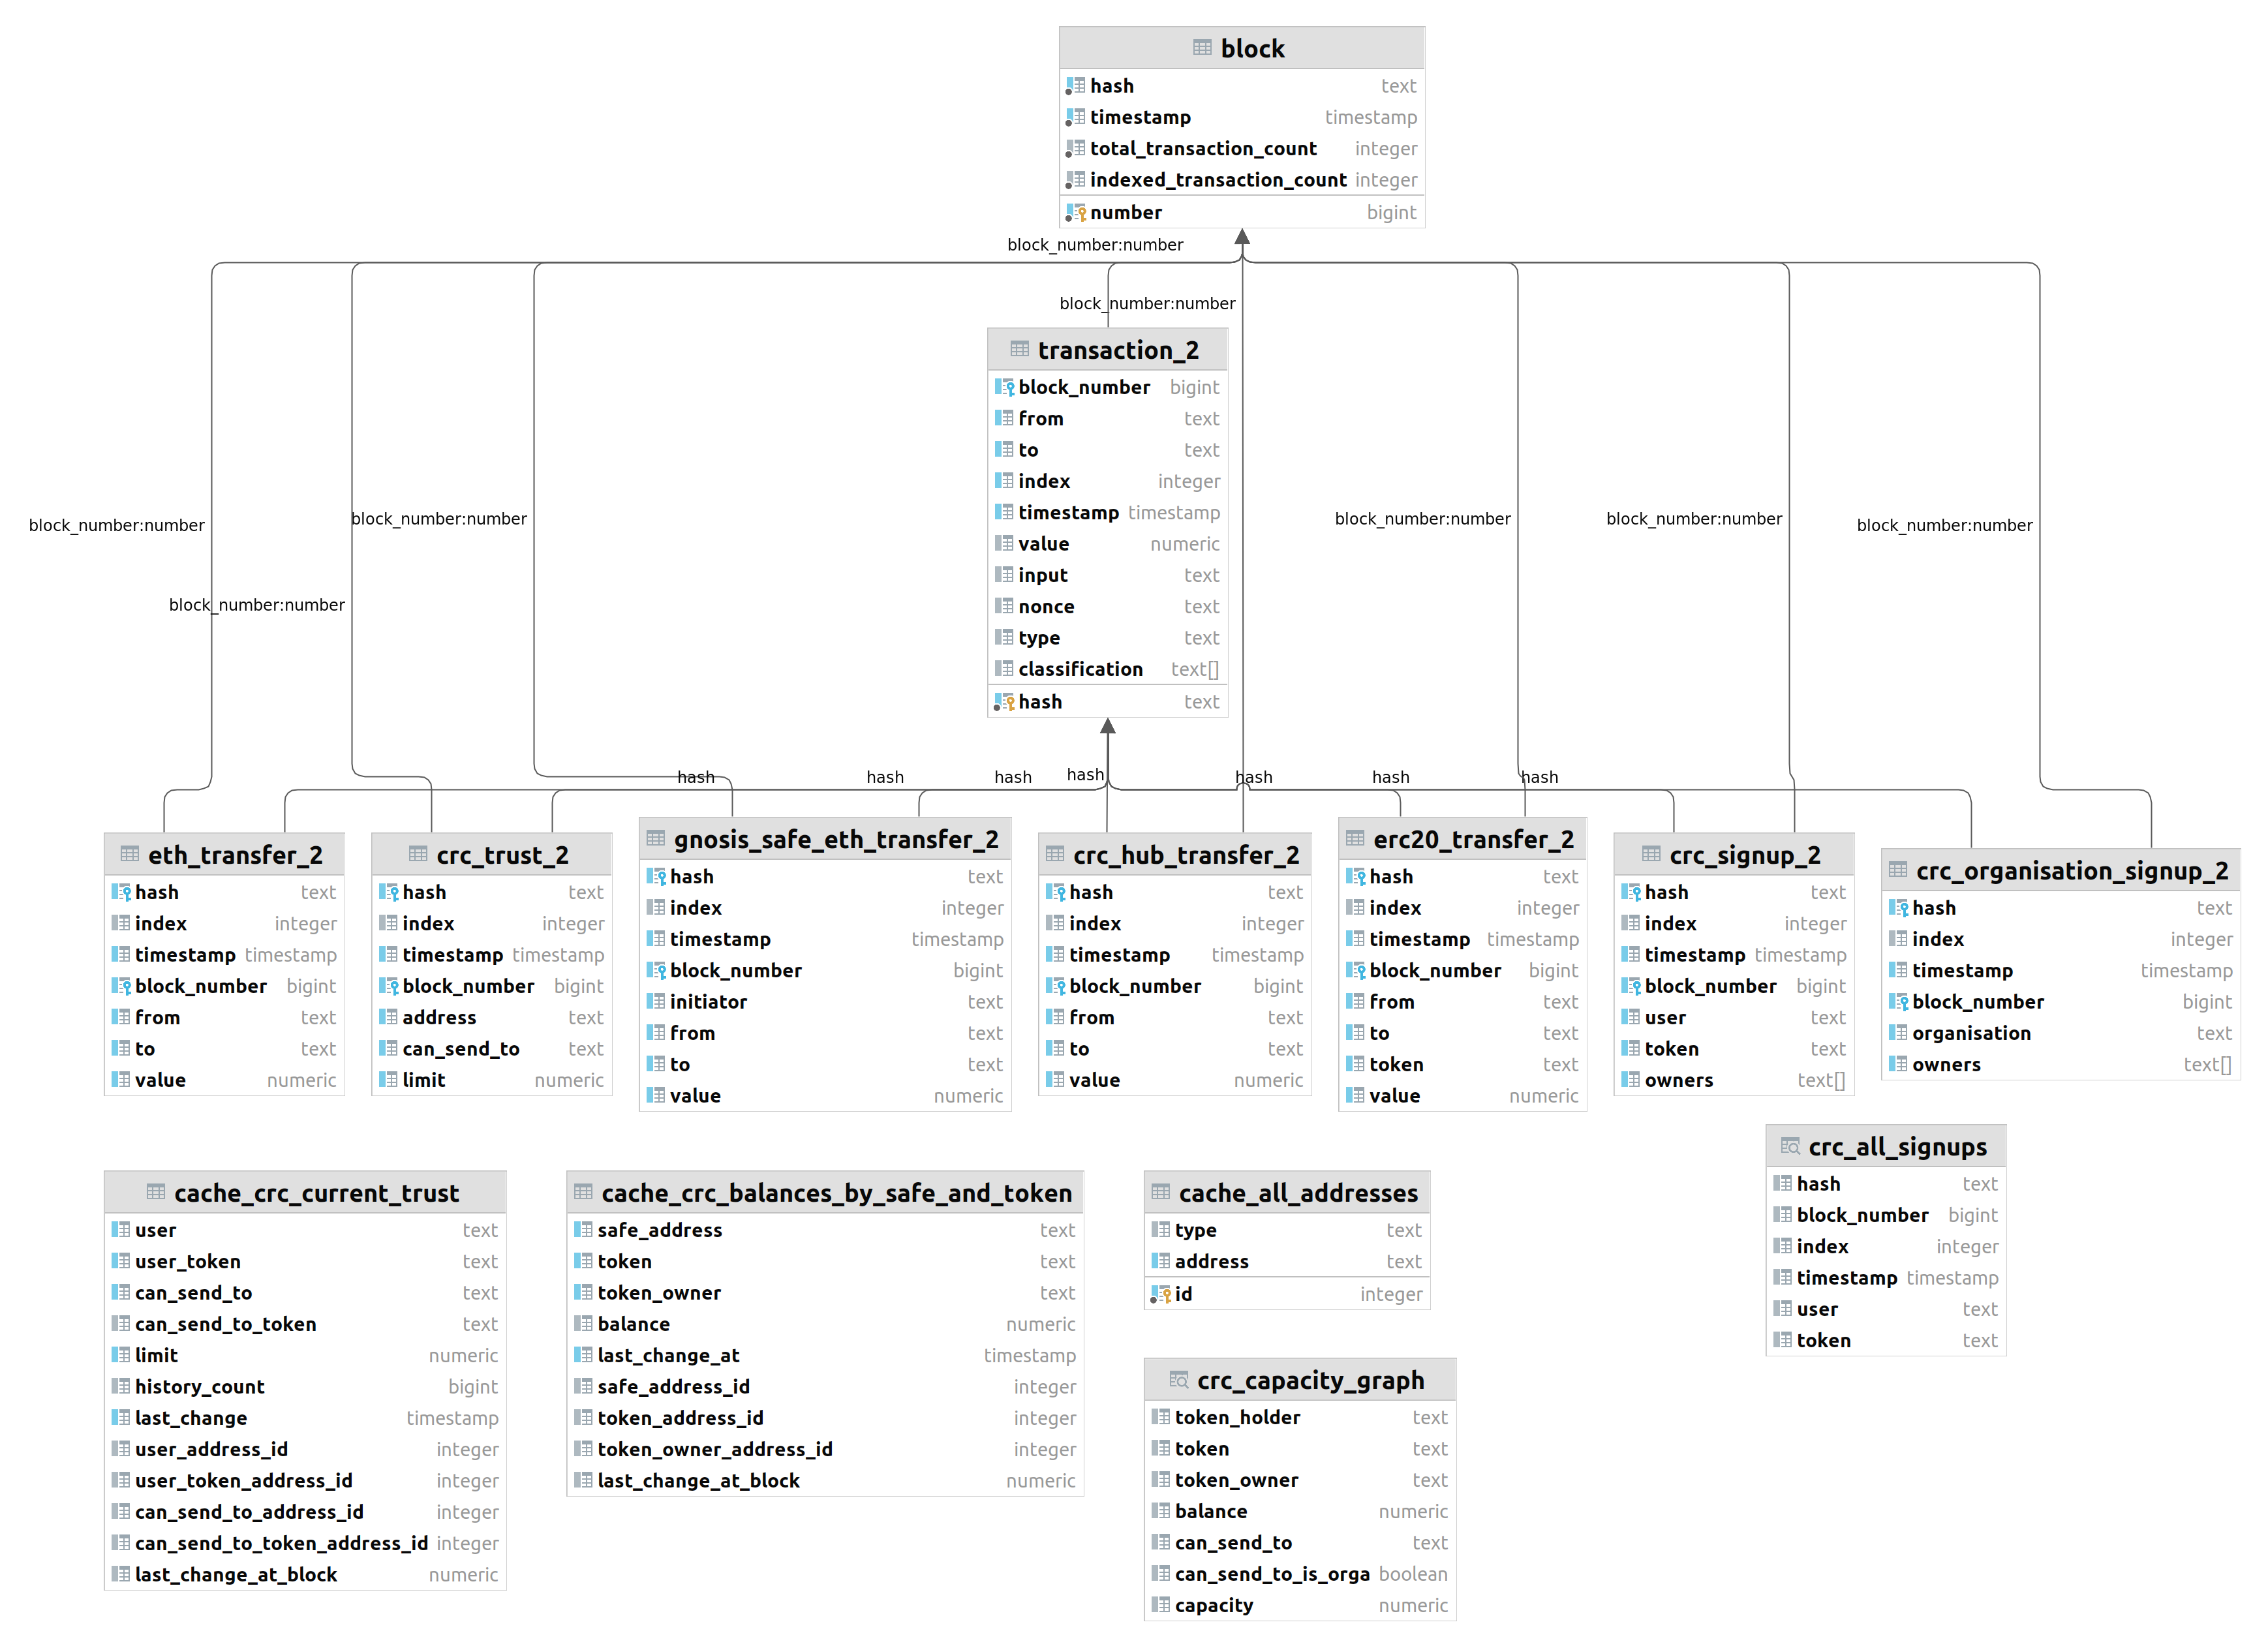 block
hash text
timestamp timestamp
total_transaction_count integer
indexed_transaction_count integer
number bigint
block_number:number
block_number:number
transaction_2
block_number bigint
from text
to text
index integer
timestamp timestamp
value numeric
input text
nonce text
type text
classification text[]
hash text
block_number:number
block_number:number
block_number:number
block_number:number
block_number:number
block_number:number
hash
hash
hash
hash
hash
hash
hash
eth_transfer_2
hash text
index integer
timestamp timestamp
block_number bigint
from text
to text
value numeric
crc_trust_2
hash text
index integer
timestamp timestamp
block_number bigint
address text
can_send_to text
limit numeric
gnosis_safe_eth_transfer_2
hash text
index integer
timestamp timestamp
block_number bigint
initiator text
from text
to text
value numeric
crc_hub_transfer_2
hash text
index integer
timestamp timestamp
block_number bigint
from text
to text
value numeric
erc20_transfer_2
hash text
index integer
timestamp timestamp
block_number bigint
from text
to text
token text
value numeric
crc_signup_2
hash text
index integer
timestamp timestamp
block_number bigint
user text
token text
owners text[]
crc_organisation_signup_2
hash text
index integer
timestamp timestamp
block_number bigint
organisation text
owners text[]
cache_crc_current_trust
user text
user_token text
can_send_to text
can_send_to_token text
limit numeric
history_count bigint
last_change timestamp
user_address_id integer
user_token_address_id integer
can_send_to_address_id integer
can_send_to_token_address_id integer
last_change_at_block numeric
cache_crc_balances_by_safe_and_token
safe_address text
token text
token_owner text
balance numeric
last_change_at timestamp
safe_address_id integer
token_address_id integer
token_owner_address_id integer
last_change_at_block numeric
cache_all_addresses
type text
address text
id integer
crc_capacity_graph
token_holder text
token text
token_owner text
balance numeric
can_send_to text
can_send_to_is_orga boolean
capacity numeric
crc_all_signups
hash text
block_number bigint
index integer
timestamp timestamp
user text
token text